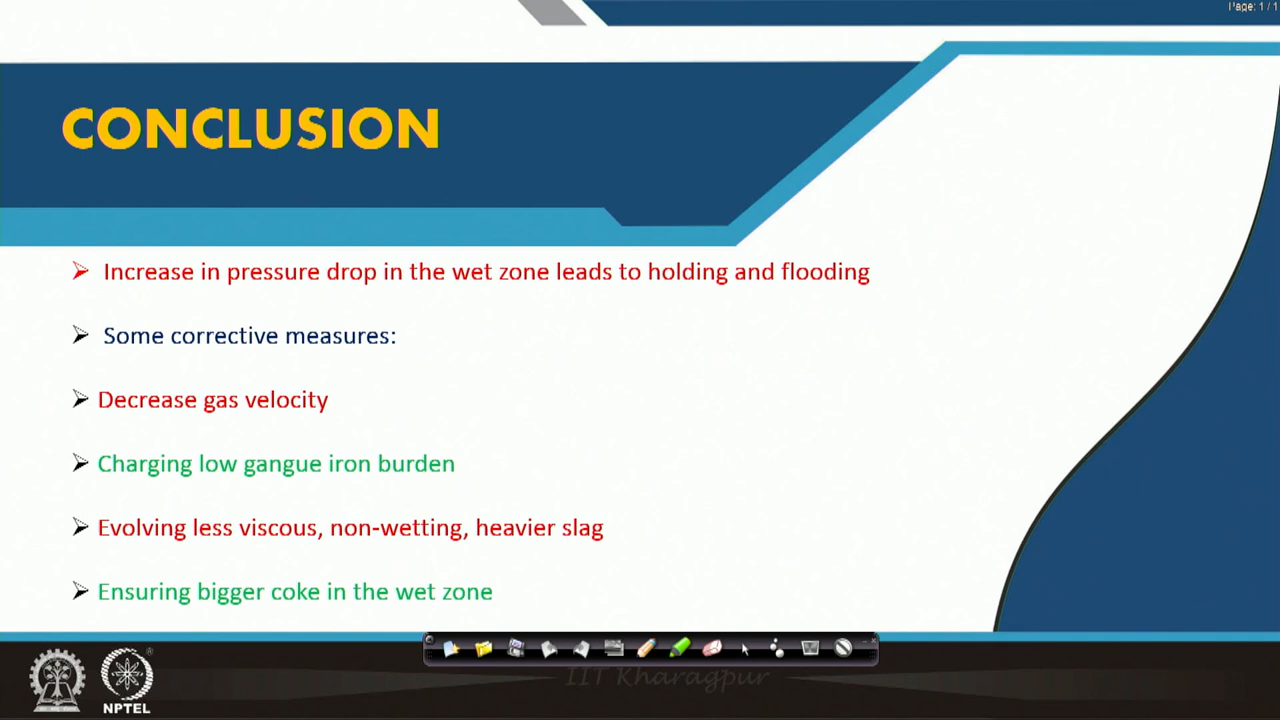 Page: 1 / 1
CONCLUSION
Increase in pressure drop in the wet zone leads to holding and flooding
Some corrective measures:
Decrease gas velocity
Charging low gangue iron burden
Evolving less viscous, non-wetting, heavier slag
Ensuring bigger coke in the wet zone
IIT Kharagpur
®
NPTEL